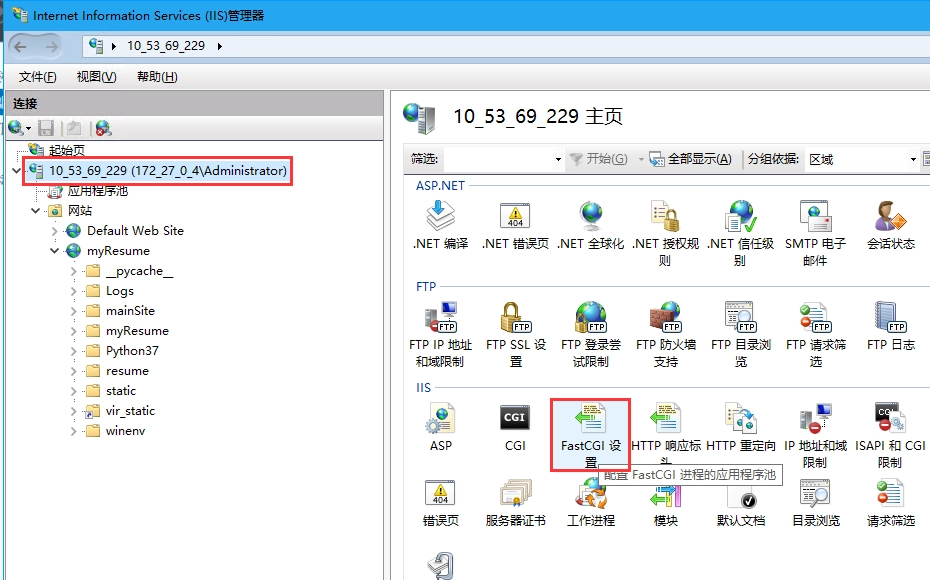 Internet Information Services (IIS)管理器
10_53_69_229
文件(F) 视图(V) 帮助(H)
连接
起始页
10_53_69_229 (172_27_0_4\Administrator)
应用程序池
网站
Default Web Site
myResume
__pycache__
Logs
mainSite
myResume
Python37
resume
static
vir_static
winenv
10_53_69_229 主页
筛选: 开始(G) 全部显示(A) 分组依据: 区域
ASP.NET
.NET 编译 .NET 错误页 .NET 全球化 .NET 授权规 .NET 信任级 SMTP 电子 会话状态
则 别 邮件
FTP
FTP IP 地址 FTP SSL 设 FTP 登录尝 FTP 防火墙 FTP 目录浏 FTP 请求筛 FTP 日志
和域限制 置 试限制 支持 览 选
IIS
ASP CGI FastCGI 设 HTTP 响应标 HTTP 重定向 IP 地址和域 ISAPI 和 CGI
置 头 限制 限制
配置 FastCGI 进程的应用程序池
错误页 服务器证书 工作进程 模块 默认文档 目录浏览 请求筛选